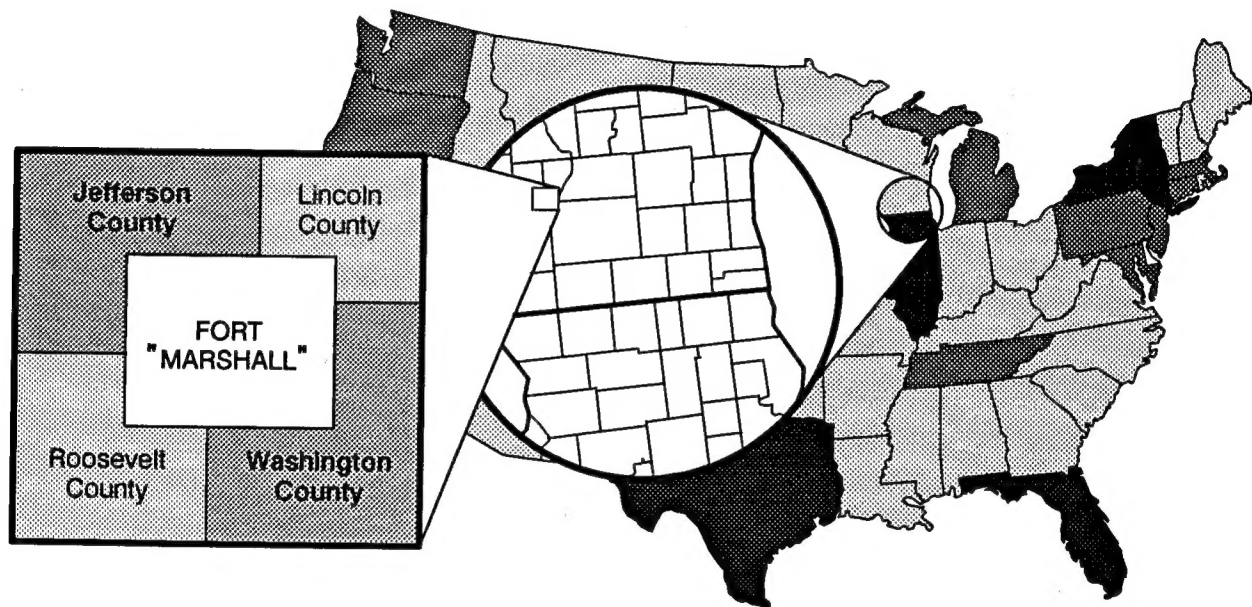 Jefferson
County
Lincoln
County
FORT
"MARSHALL"
Roosevelt
County
Washington
County